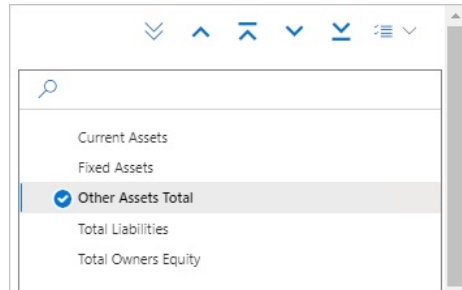 Current Assets
Fixed Assets
Other Assets Total
Total Liabilities
Total Owners Equity